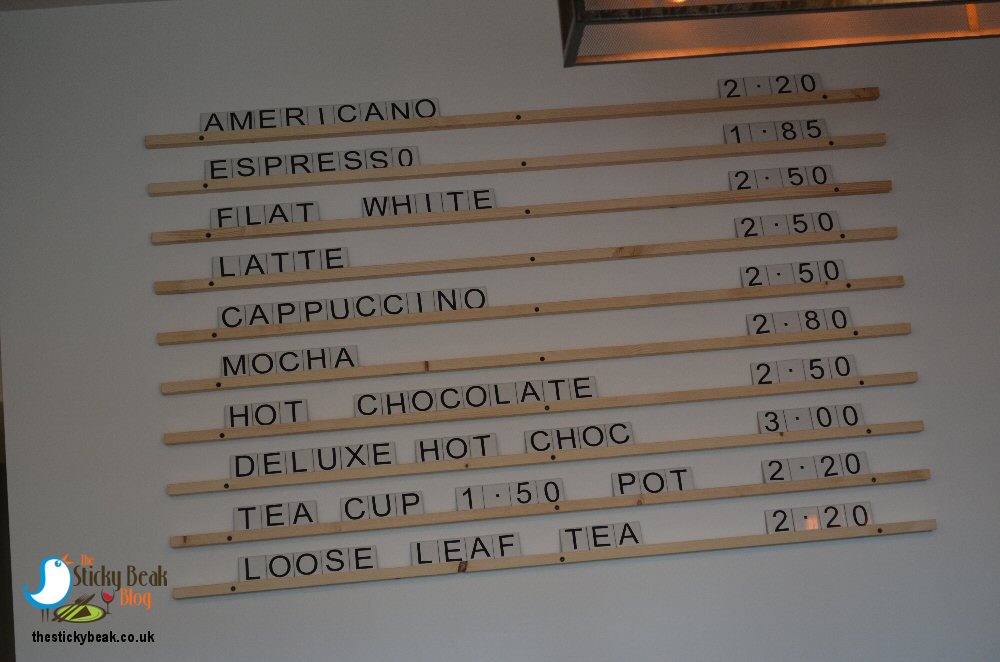 AMERICANO 2·20
ESPRESSO 1·85
FLAT WHITE 2·50
LATTE 2·50
CAPPUCCINO 2·50
MOCHA 2·80
HOT CHOCOLATE 2·50
DELUXE HOT CHOC 3·00
TEA CUP 1·50 POT 2·20
LOOSE LEAF TEA 2·20
The
Sticky Beak
Blog
thestickybeak.co.uk